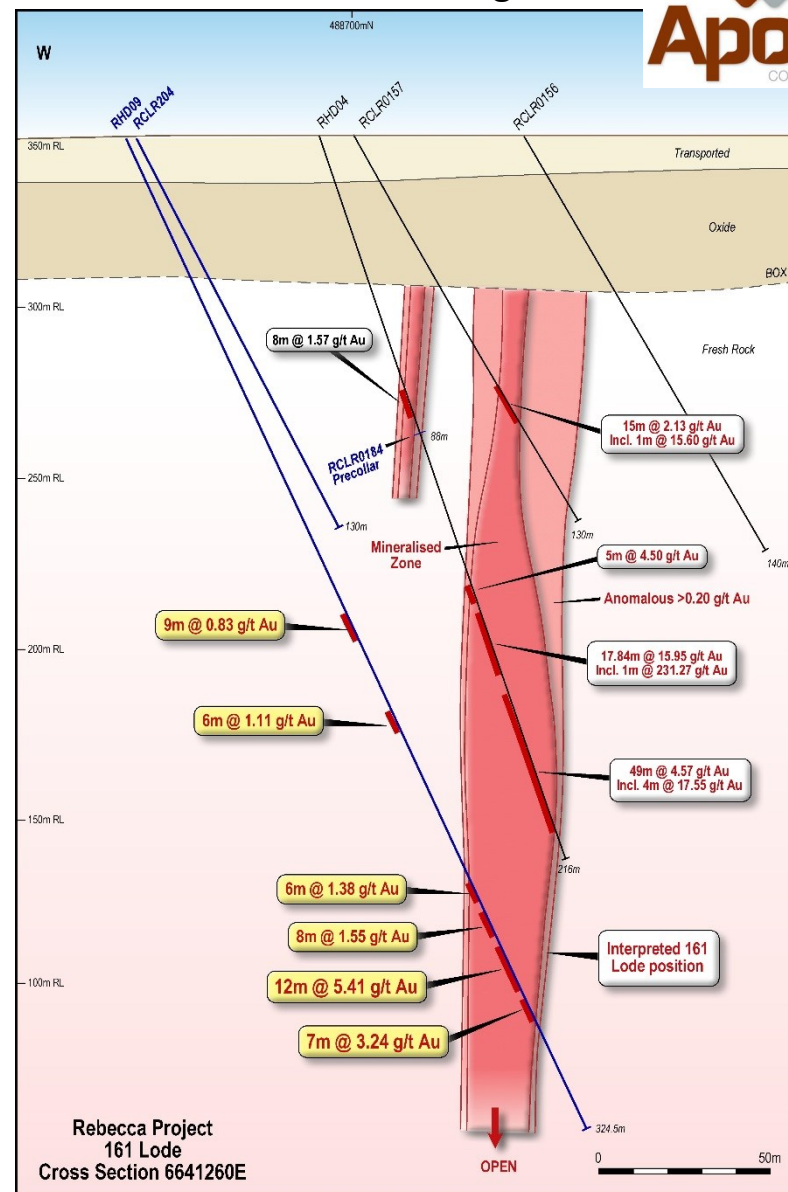 488700mN
W
Apo
CO
RHD09
RCLR204
RHD04
RCLR0157
RCLR0156
350m RL
Transported
Oxide
BOX
300m RL
Fresh Rock
8m @ 1.57 g/t Au
88m
RCLR0184
Precollar
15m @ 2.13 g/t Au
Incl. 1m @ 15.60 g/t Au
250m RL
130m
130m
140m
Mineralised
Zone
5m @ 4.50 g/t Au
Anomalous >0.20 g/t Au
9m @ 0.83 g/t Au
200m RL
17.84m @ 15.95 g/t Au
Incl. 1m @ 231.27 g/t Au
6m @ 1.11 g/t Au
49m @ 4.57 g/t Au
Incl. 4m @ 17.55 g/t Au
150m RL
216m
6m @ 1.38 g/t Au
8m @ 1.55 g/t Au
Interpreted 161
Lode position
12m @ 5.41 g/t Au
100m RL
7m @ 3.24 g/t Au
324.5m
Rebecca Project
161 Lode
Cross Section 6641260E
OPEN
0
50m